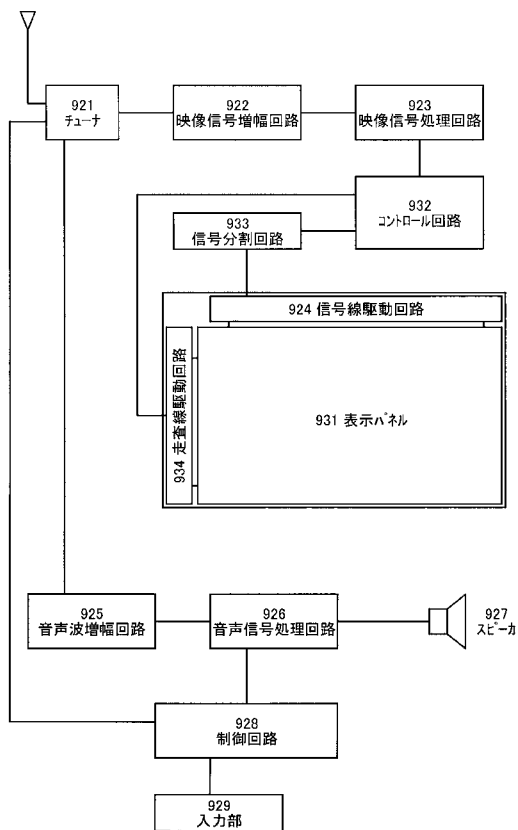 921
チューナ
922
映像信号増幅回路
923
映像信号処理回路
932
コントロール回路
933
信号分割回路
924 信号線駆動回路
934 走査線駆動回路
931 表示パネル
925
音声波増幅回路
926
音声信号処理回路
927
スピーカ
928
制御回路
929
入力部